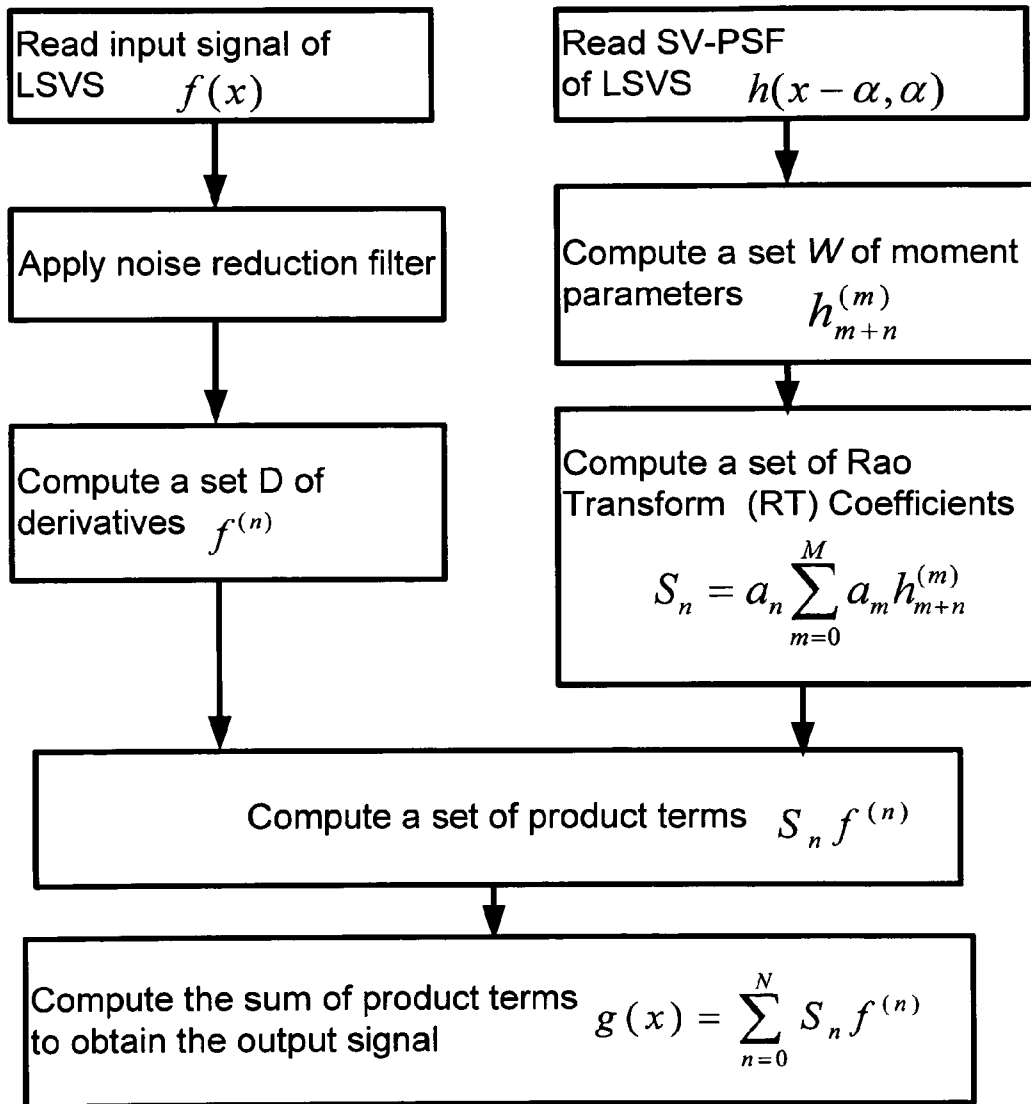 Read input signal of
LSVS f(x)
Apply noise reduction filter
Compute a set D of
derivatives f^{(n)}
Read SV-PSF
of LSVS h(x − α, α)
Compute a set W of moment
parameters h_{m+n}^{(m)}
Compute a set of Rao
Transform (RT) Coefficients
S_n = a_n \sum_{m=0}^{M} a_m h_{m+n}^{(m)}
Compute a set of product terms S_n f^{(n)}
Compute the sum of product terms
to obtain the output signal g(x) = \sum_{n=0}^{N} S_n f^{(n)}